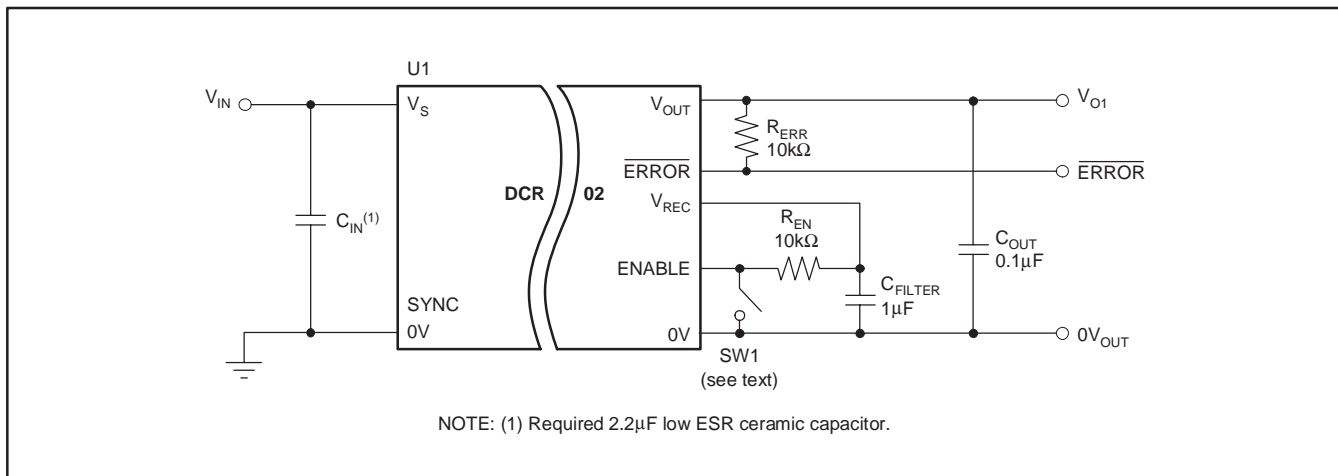 U1
V_IN
V_S
V_OUT
V_O1
R_ERR
10kΩ
ERROR
ERROR
DCR 02
V_REC
R_EN
10kΩ
C_IN(1)
C_OUT
0.1μF
ENABLE
C_FILTER
1μF
SYNC
0V
0V
0V_OUT
SW1
(see text)
NOTE: (1) Required 2.2μF low ESR ceramic capacitor.